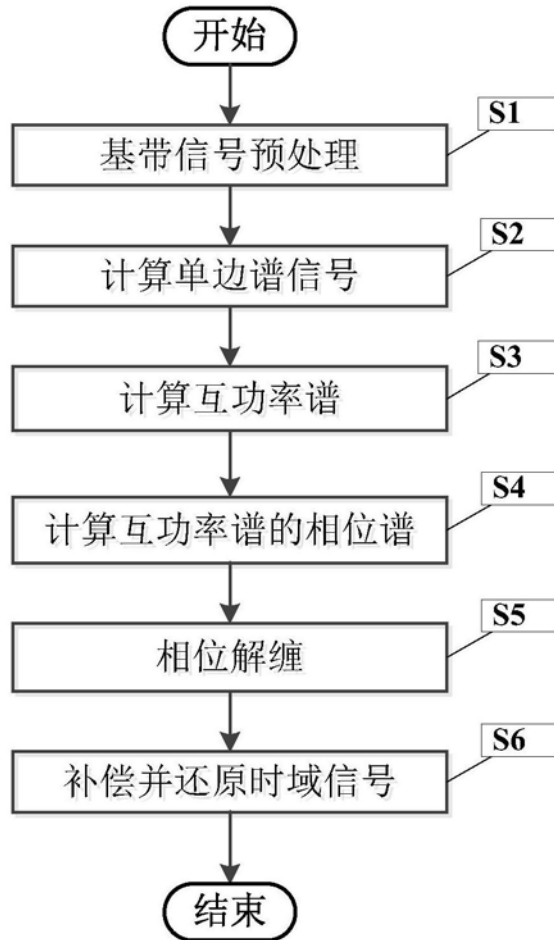 开始
S1
基带信号预处理
S2
计算单边谱信号
S3
计算互功率谱
S4
计算互功率谱的相位谱
S5
相位解缠
S6
补偿并还原时域信号
结束